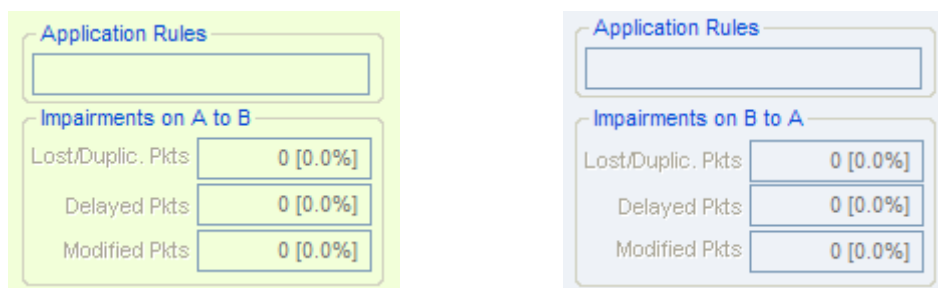 Application Rules
Impairments on A to B
Lost/Duplic. Pkts 0 [0.0%]
Delayed Pkts 0 [0.0%]
Modified Pkts 0 [0.0%]
Application Rules
Impairments on B to A
Lost/Duplic. Pkts 0 [0.0%]
Delayed Pkts 0 [0.0%]
Modified Pkts 0 [0.0%]